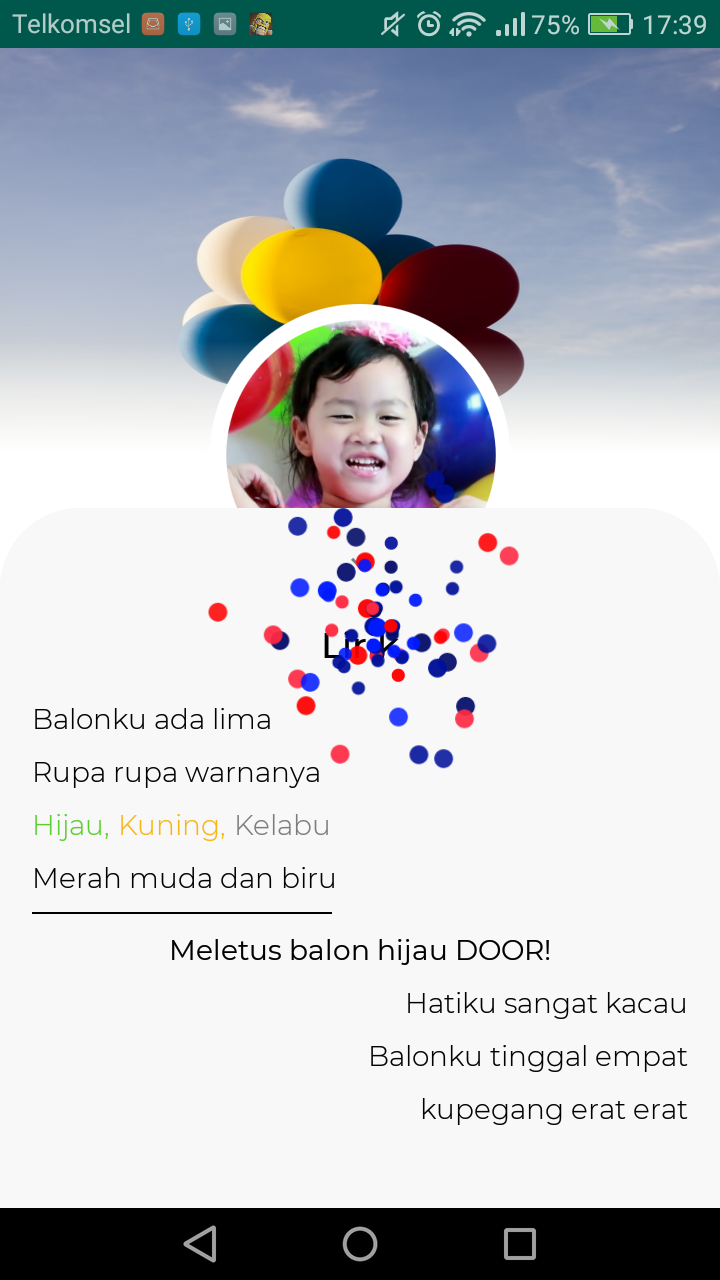 Telkomsel 75% 17:39
Lirik
Balonku ada lima
Rupa rupa warnanya
Hijau, Kuning, Kelabu
Merah muda dan biru
Meletus balon hijau DOOR!
Hatiku sangat kacau
Balonku tinggal empat
kupegang erat erat